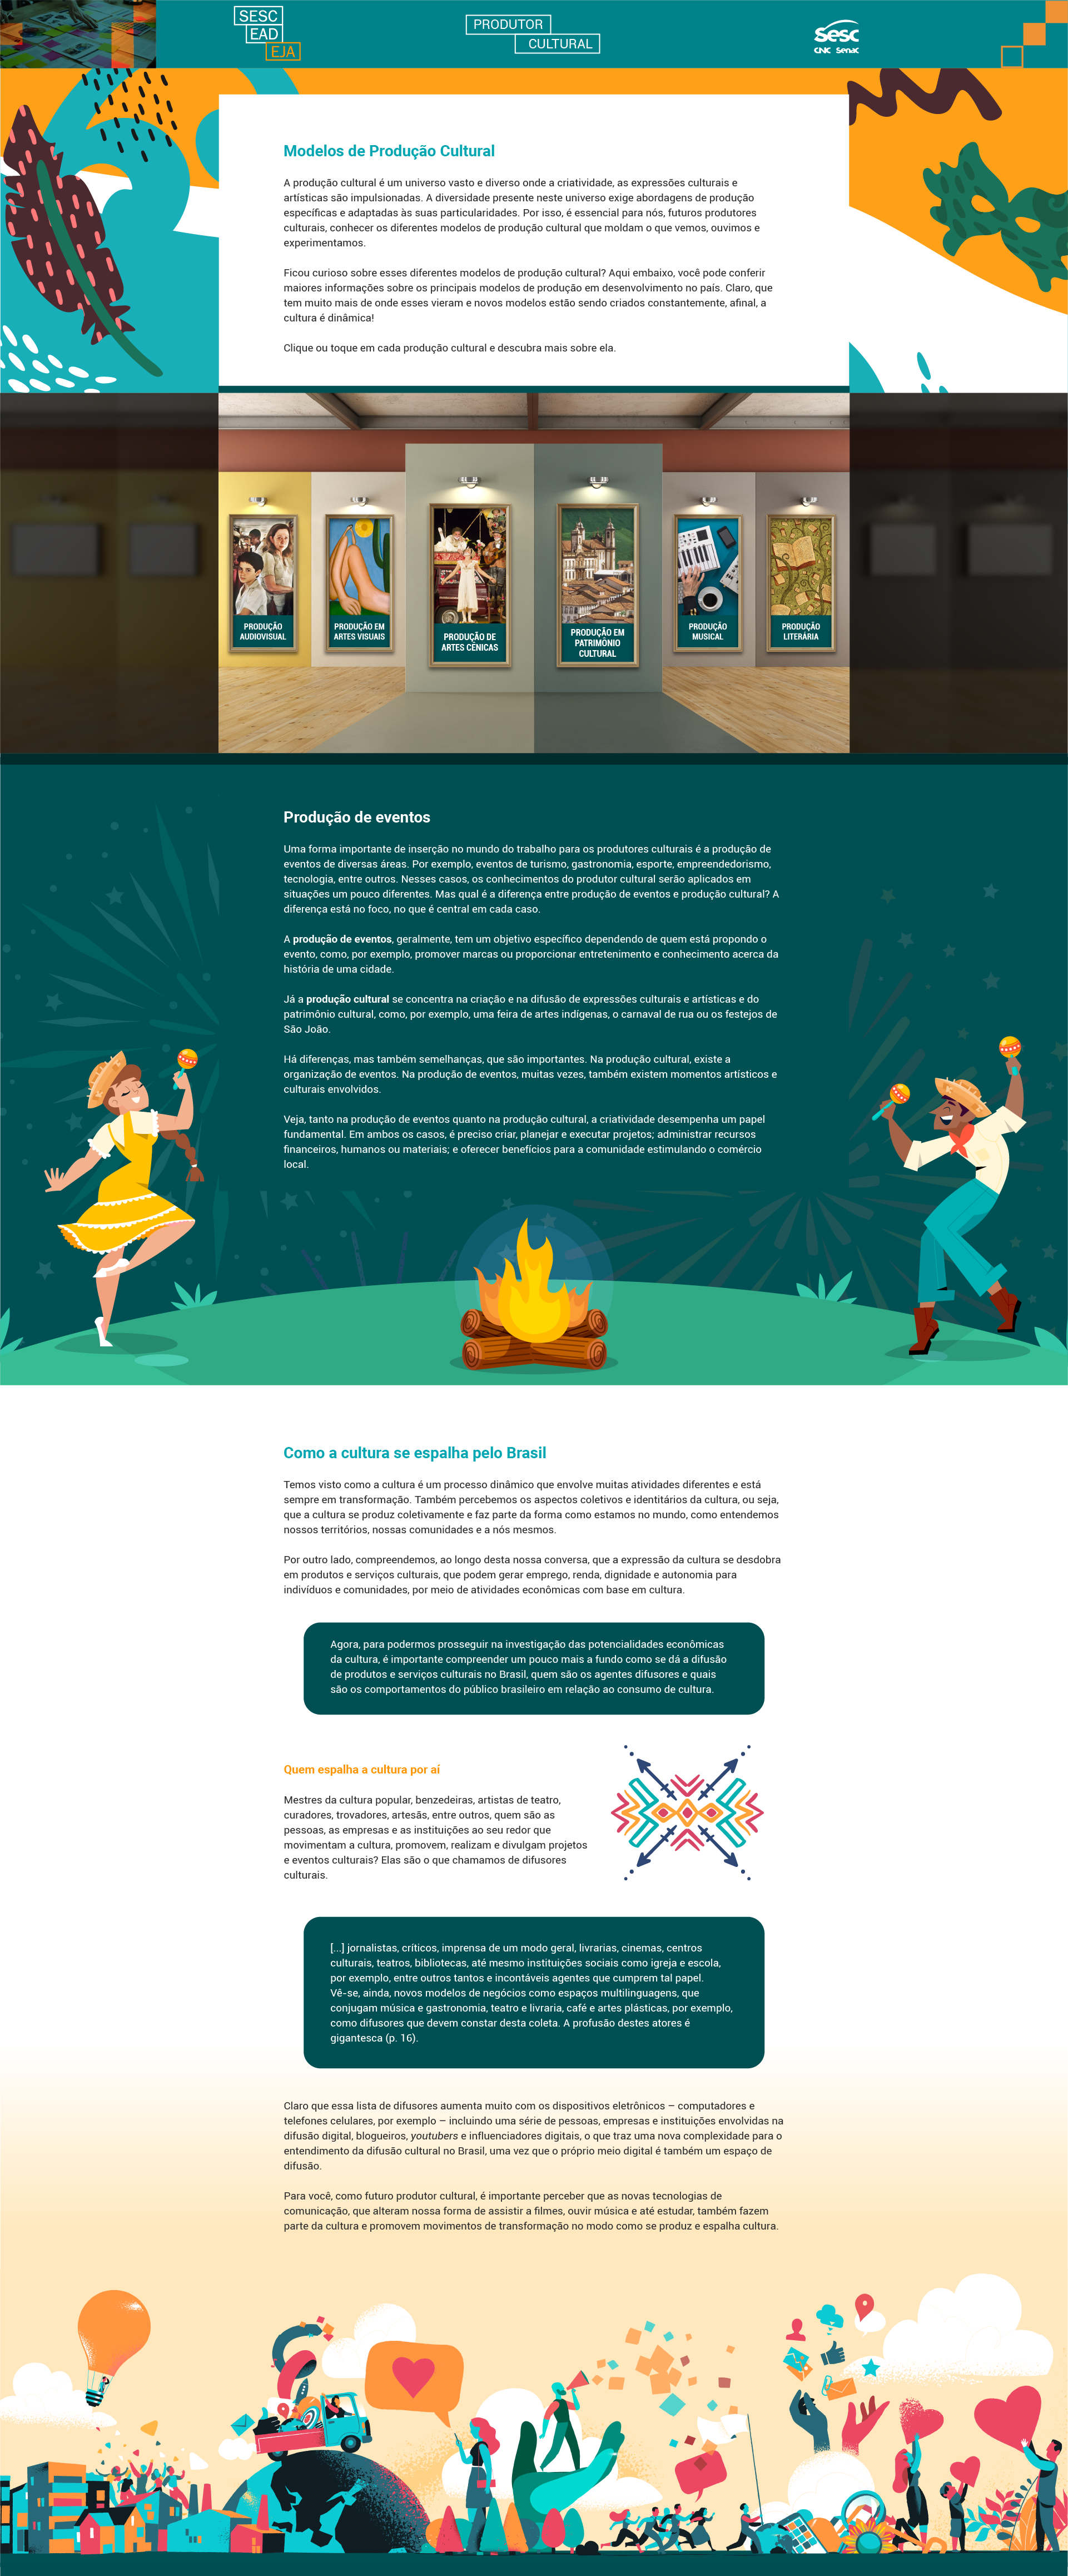 SESC
EAD
EJA
PRODUTOR
CULTURAL
Sesc
CNC Senac
Modelos de Produção Cultural
A produção cultural é um universo vasto e diverso onde a criatividade, as expressões culturais e
artísticas são impulsionadas. A diversidade presente neste universo exige abordagens de produção
específicas e adaptadas às suas particularidades. Por isso, é essencial para nós, futuros produtores
culturais, conhecer os diferentes modelos de produção cultural que moldam o que vemos, ouvimos e
experimentamos.
Ficou curioso sobre esses diferentes modelos de produção cultural? Aqui embaixo, você pode conferir
maiores informações sobre os principais modelos de produção em desenvolvimento no país. Claro, que
tem muito mais de onde esses vieram e novos modelos estão sendo criados constantemente, afinal, a
cultura é dinâmica!
Clique ou toque em cada produção cultural e descubra mais sobre ela.
PRODUÇÃO
AUDIOVISUAL
PRODUÇÃO EM
ARTES VISUAIS
PRODUÇÃO DE
ARTES CÊNICAS
PRODUÇÃO EM
PATRIMÔNIO
CULTURAL
PRODUÇÃO
MUSICAL
PRODUÇÃO
LITERÁRIA
Produção de eventos
Uma forma importante de inserção no mundo do trabalho para os produtores culturais é a produção de
eventos de diversas áreas. Por exemplo, eventos de turismo, gastronomia, esporte, empreendedorismo,
tecnologia, entre outros. Nesses casos, os conhecimentos do produtor cultural serão aplicados em
situações um pouco diferentes. Mas qual é a diferença entre produção de eventos e produção cultural? A
diferença está no foco, no que é central em cada caso.
A produção de eventos, geralmente, tem um objetivo específico dependendo de quem está propondo o
evento, como, por exemplo, promover marcas ou proporcionar entretenimento e conhecimento acerca da
história de uma cidade.
Já a produção cultural se concentra na criação e na difusão de expressões culturais e artísticas e do
patrimônio cultural, como, por exemplo, uma feira de artes indígenas, o carnaval de rua ou os festejos de
São João.
Há diferenças, mas também semelhanças, que são importantes. Na produção cultural, existe a
organização de eventos. Na produção de eventos, muitas vezes, também existem momentos artísticos e
culturais envolvidos.
Veja, tanto na produção de eventos quanto na produção cultural, a criatividade desempenha um papel
fundamental. Em ambos os casos, é preciso criar, planejar e executar projetos; administrar recursos
financeiros, humanos ou materiais; e oferecer benefícios para a comunidade estimulando o comércio
local.
Como a cultura se espalha pelo Brasil
Temos visto como a cultura é um processo dinâmico que envolve muitas atividades diferentes e está
sempre em transformação. Também percebemos os aspectos coletivos e identitários da cultura, ou seja,
que a cultura se produz coletivamente e faz parte da forma como estamos no mundo, como entendemos
nossos territórios, nossas comunidades e a nós mesmos.
Por outro lado, compreendemos, ao longo desta nossa conversa, que a expressão da cultura se desdobra
em produtos e serviços culturais, que podem gerar emprego, renda, dignidade e autonomia para
indivíduos e comunidades, por meio de atividades econômicas com base em cultura.
Agora, para podermos prosseguir na investigação das potencialidades econômicas
da cultura, é importante compreender um pouco mais a fundo como se dá a difusão
de produtos e serviços culturais no Brasil, quem são os agentes difusores e quais
são os comportamentos do público brasileiro em relação ao consumo de cultura.
Quem espalha a cultura por aí
Mestres da cultura popular, benzedeiras, artistas de teatro,
curadores, trovadores, artesãs, entre outros, quem são as
pessoas, as empresas e as instituições ao seu redor que
movimentam a cultura, promovem, realizam e divulgam projetos
e eventos culturais? Elas são o que chamamos de difusores
culturais.
[...] jornalistas, críticos, imprensa de um modo geral, livrarias, cinemas, centros
culturais, teatros, bibliotecas, até mesmo instituições sociais como igreja e escola,
por exemplo, entre outros tantos e incontáveis agentes que cumprem tal papel.
Vê-se, ainda, novos modelos de negócios como espaços multilinguagens, que
conjugam música e gastronomia, teatro e livraria, café e artes plásticas, por exemplo,
como difusores que devem constar desta coleta. A profusão destes atores é
gigantesca (p. 16).
Claro que essa lista de difusores aumenta muito com os dispositivos eletrônicos – computadores e
telefones celulares, por exemplo – incluindo uma série de pessoas, empresas e instituições envolvidas na
difusão digital, blogueiros, youtubers e influenciadores digitais, o que traz uma nova complexidade para o
entendimento da difusão cultural no Brasil, uma vez que o próprio meio digital é também um espaço de
difusão.
Para você, como futuro produtor cultural, é importante perceber que as novas tecnologias de
comunicação, que alteram nossa forma de assistir a filmes, ouvir música e até estudar, também fazem
parte da cultura e promovem movimentos de transformação no modo como se produz e espalha cultura.